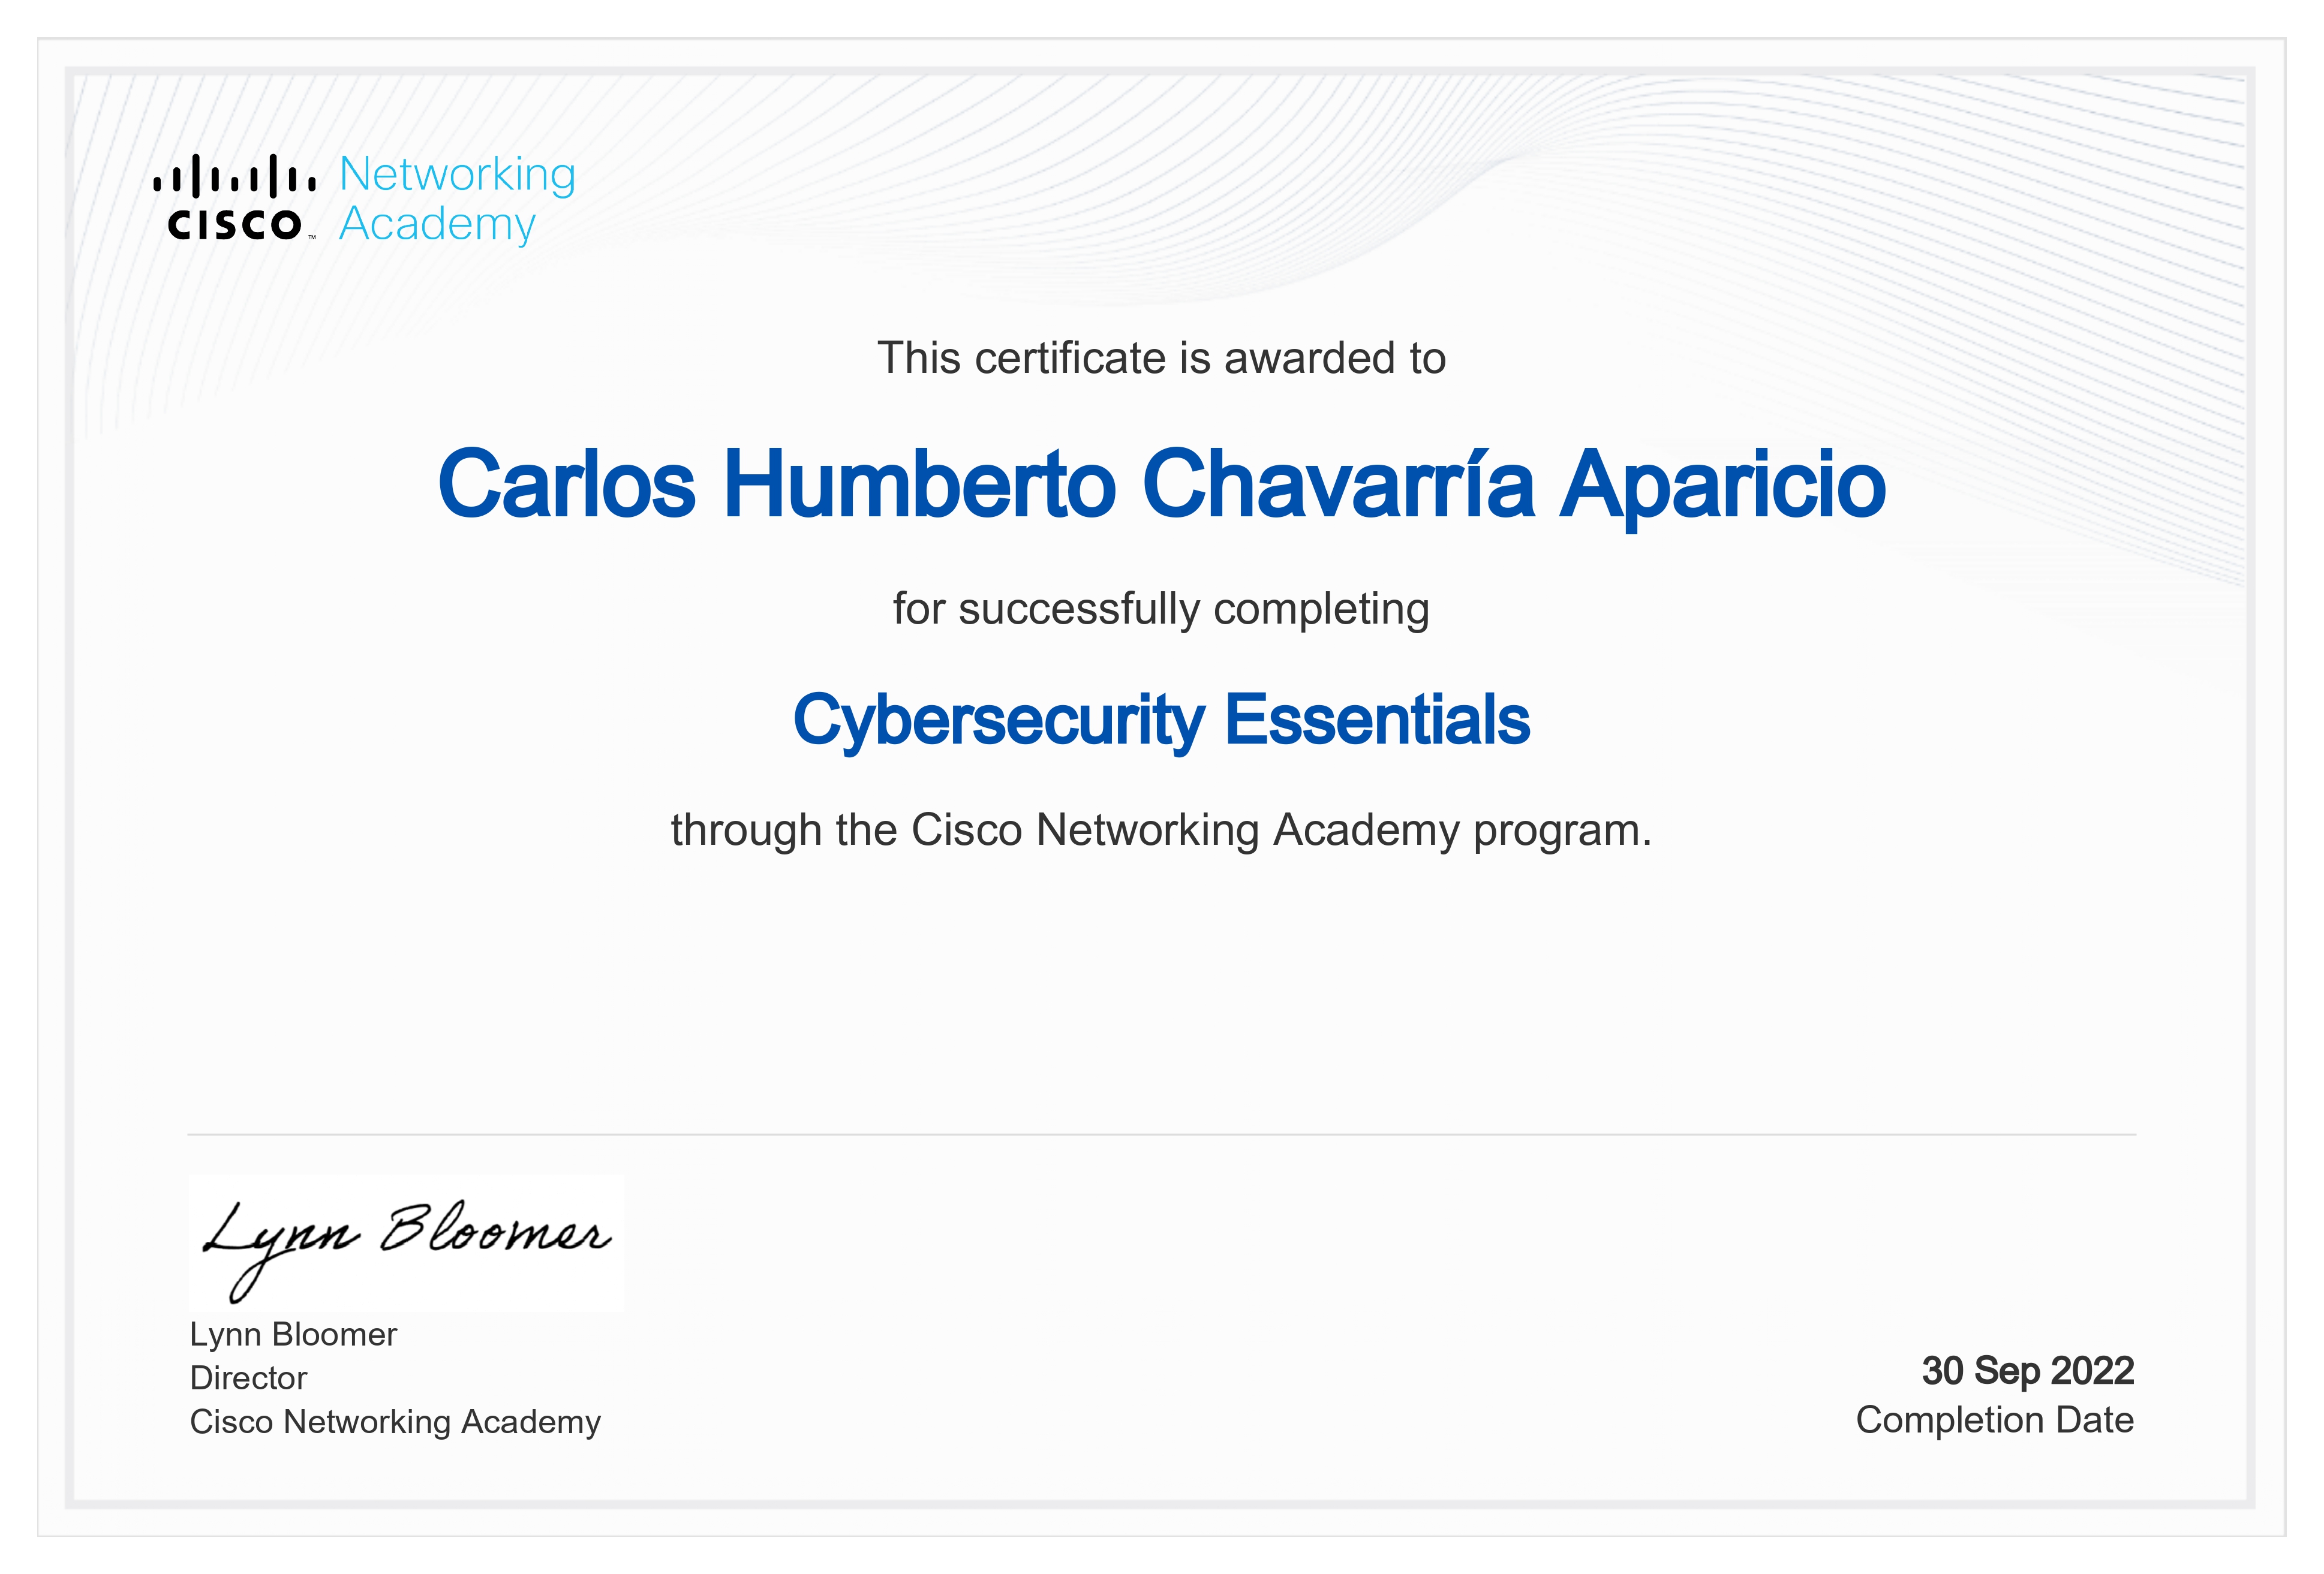 CISCO™ Networking
Academy
This certificate is awarded to
Carlos Humberto Chavarría Aparicio
for successfully completing
Cybersecurity Essentials
through the Cisco Networking Academy program.
Lynn Bloomer
Lynn Bloomer
Director
Cisco Networking Academy
30 Sep 2022
Completion Date